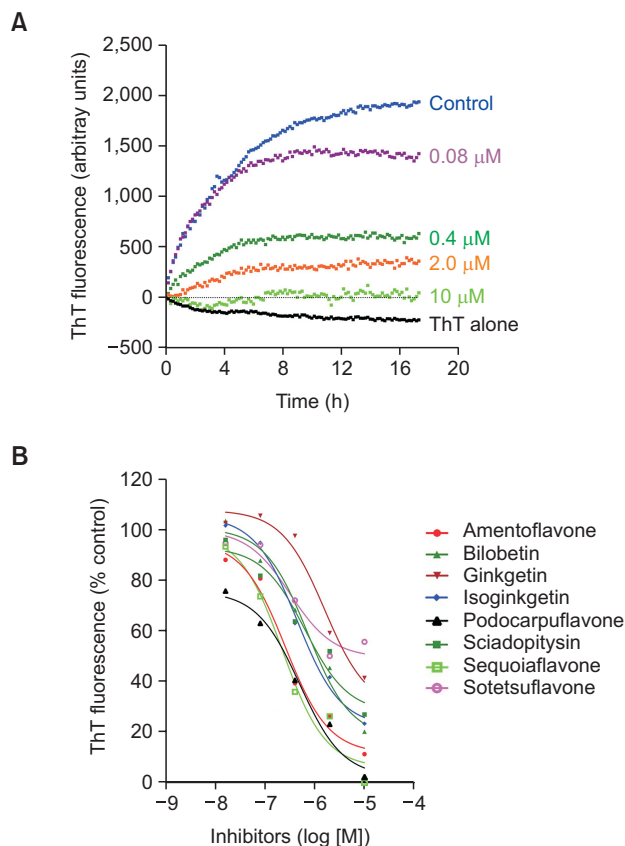 A
ThT fluorescence (arbitray units)
2,500
2,000
1,500
1,000
500
0
−500
0 4 8 12 16 20
Time (h)
Control
0.08 μM
0.4 μM
2.0 μM
10 μM
ThT alone
B
ThT fluorescence (% control)
120
100
80
60
40
20
0
−9 −8 −7 −6 −5 −4
Inhibitors (log [M])
Amentoflavone
Bilobetin
Ginkgetin
Isoginkgetin
Podocarpuflavone
Sciadopitysin
Sequoiaflavone
Sotetsuflavone